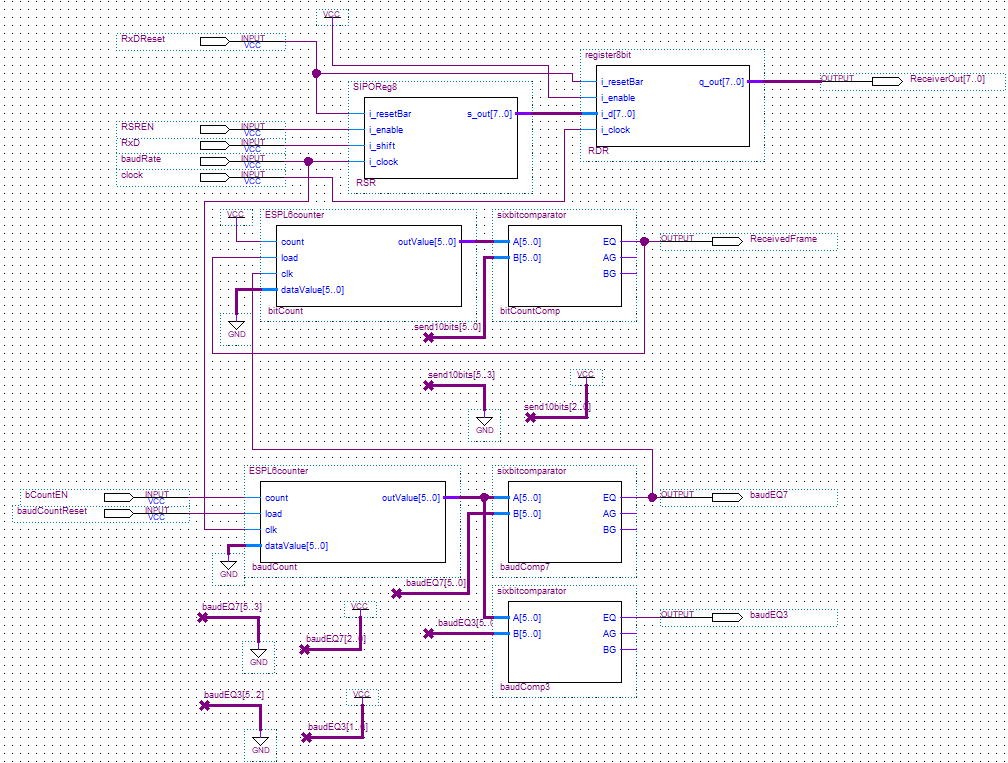 VCC
RxDReset INPUT VCC
register8bit
i_resetBar q_out[7..0] OUTPUT ReceiverOut[7..0]
i_enable
i_d[7..0]
i_clock
RDR
SIPOReg8
i_resetBar s_out[7..0]
i_enable
i_shift
i_clock
RSR
RSREN INPUT VCC
RxD INPUT VCC
baudRate INPUT VCC
clock INPUT VCC
VCC
ESPL6counter
count outValue[5..0]
load
clk
dataValue[5..0]
bitCount
GND
sixbitcomparator
A[5..0] EQ
B[5..0] AG
BG
bitCountComp
OUTPUT ReceivedFrame
send10bits[5..0]
send10bits[5..3]
GND
VCC
send10bits[2..0]
bCountEN INPUT VCC
baudCountReset INPUT VCC
ESPL6counter
count outValue[5..0]
load
clk
dataValue[5..0]
baudCount
GND
sixbitcomparator
A[5..0] EQ
B[5..0] AG
BG
baudComp7
OUTPUT baudEQ7
baudEQ7[5..0]
sixbitcomparator
A[5..0] EQ
B[5..0] AG
BG
baudComp3
OUTPUT baudEQ3
baudEQ3[5..
baudEQ7[5..3]
GND
VCC
baudEQ7[2..0]
baudEQ3[5..2]
GND
VCC
baudEQ3[1..0]